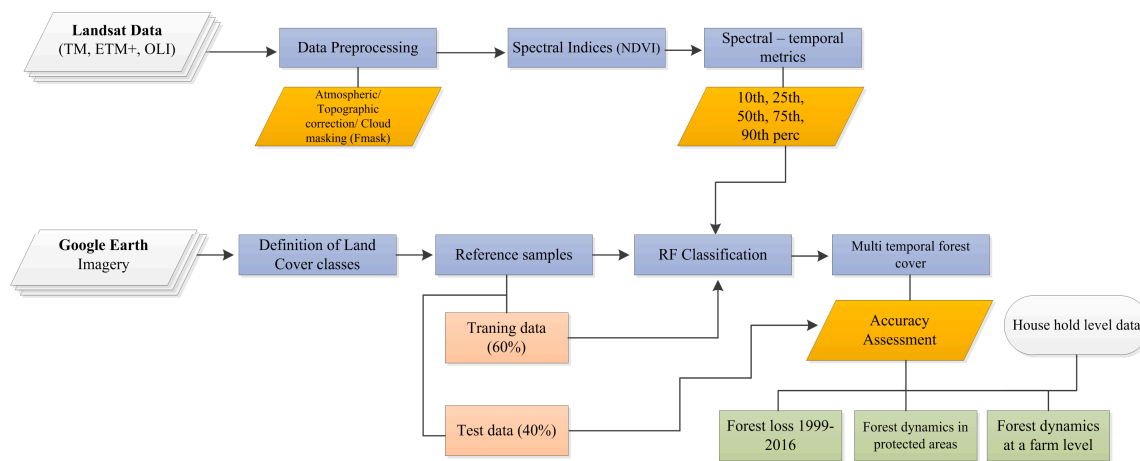 Landsat Data
(TM, ETM+, OLI)
Data Preprocessing
Spectral Indices (NDVI)
Spectral – temporal
metrics
Atmospheric/
Topographic
correction/ Cloud
masking (Fmask)
10th, 25th,
50th, 75th,
90th perc
Google Earth
Imagery
Definition of Land
Cover classes
Reference samples
RF Classification
Multi temporal forest
cover
Traning data
(60%)
Accuracy
Assessment
House hold level data
Test data (40%)
Forest loss 1999-
2016
Forest dynamics in
protected areas
Forest dynamics
at a farm level